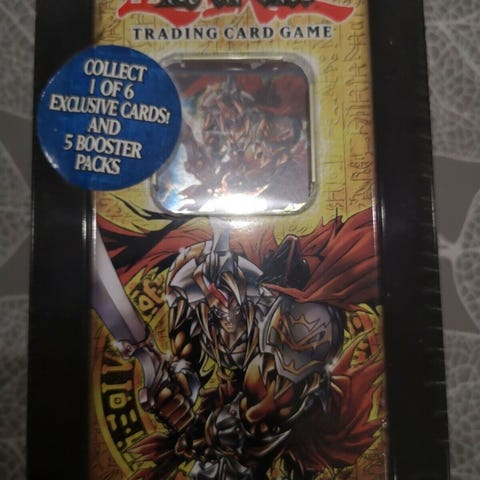 TRADING CARD GAME
COLLECT
1 OF 6
EXCLUSIVE CARDS!
AND
5 BOOSTER
PACKS